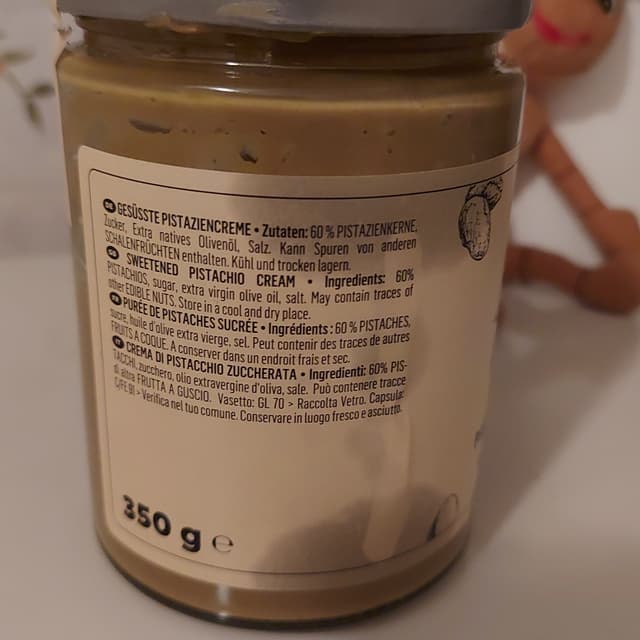 DE GESÜSSTE PISTAZIENCREME • Zutaten: 60 % PISTAZIENKERNE,
Zucker, Extra natives Olivenöl, Salz. Kann Spuren von anderen
SCHALENFRÜCHTEN enthalten. Kühl und trocken lagern.
SWEETENED PISTACHIO CREAM • Ingredients: 60%
PISTACHIOS, sugar, extra virgin olive oil, salt. May contain traces of
other EDIBLE NUTS. Store in a cool and dry place.
PURÉE DE PISTACHES SUCRÉE • Ingrédients : 60 % PISTACHES,
sucre, huile d'olive extra vierge, sel. Peut contenir des traces de autres
FRUITS A COQUE. A conserver dans un endroit frais et sec.
IT CREMA DI PISTACCHIO ZUCCHERATA • Ingredienti: 60% PIS-
TACCHI, zucchero, olio extravergine d'oliva, sale. Può contenere tracce
di altra FRUTTA A GUSCIO. Vasetto: GL 70 > Raccolta Vetro. Capsula:
C/FE 91 > Verifica nel tuo comune. Conservare in luogo fresco e asciutto.
350 g ℮